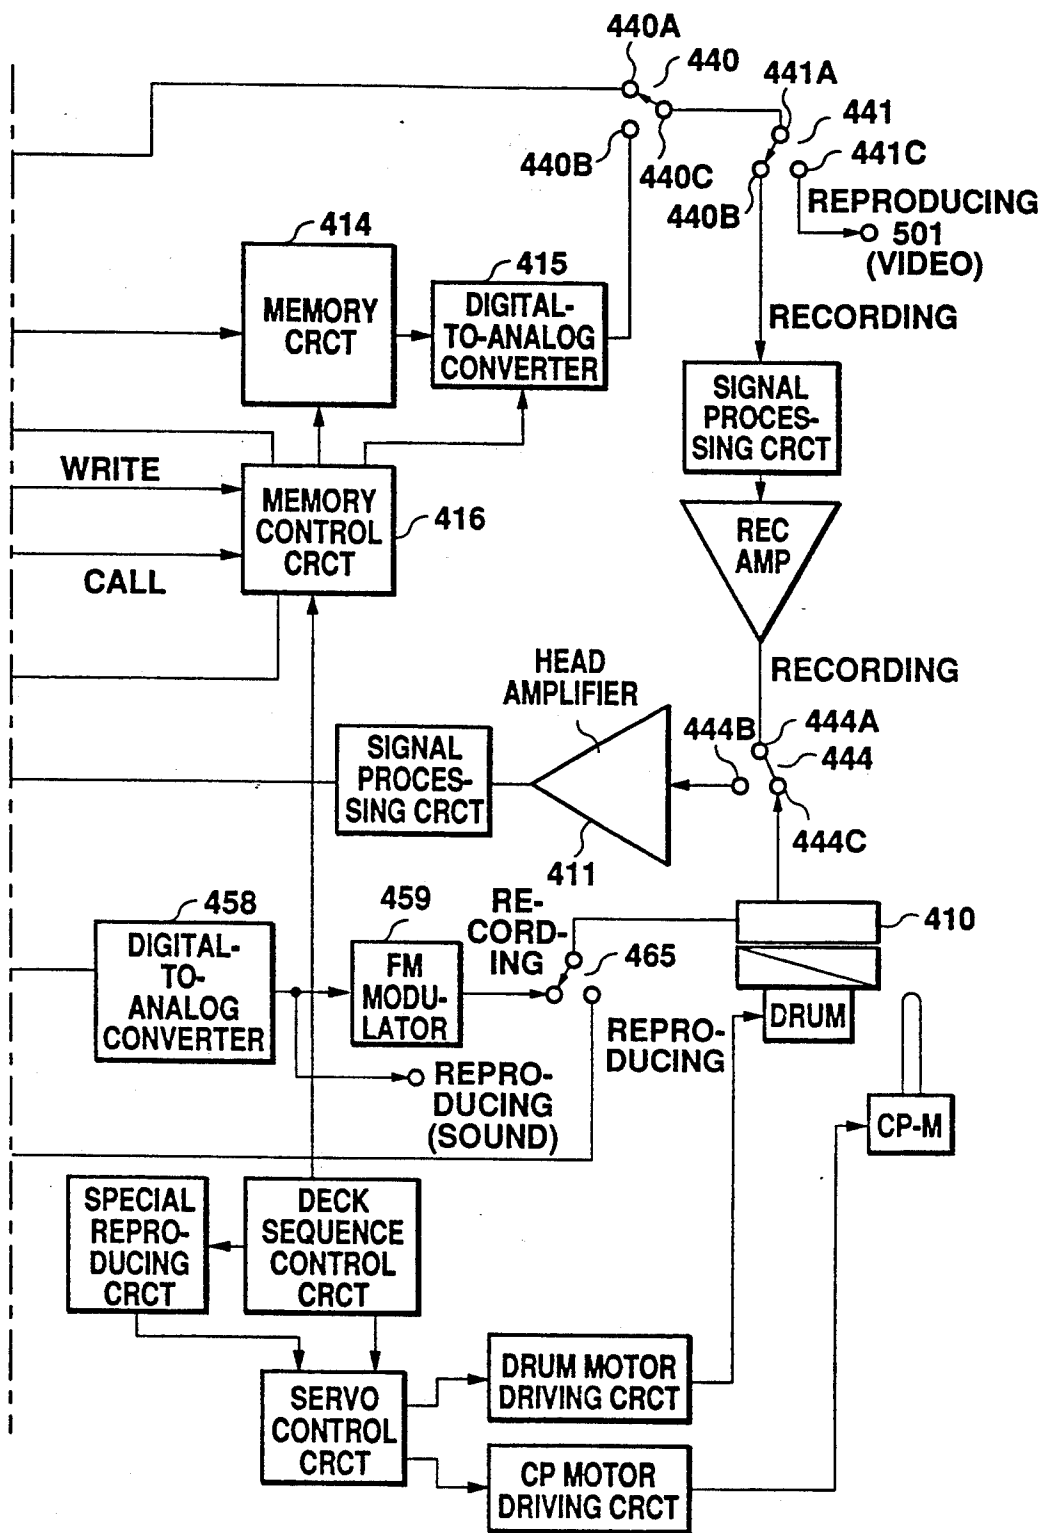 440A
440
441A
441
440B
440C
441C
440B
REPRODUCING
501
(VIDEO)
414
MEMORY
CRCT
415
DIGITAL-
TO-ANALOG
CONVERTER
RECORDING
SIGNAL
PROCES-
SING CRCT
WRITE
MEMORY
CONTROL
CRCT
416
CALL
REC
AMP
RECORDING
HEAD
AMPLIFIER
444B
444A
444
444C
SIGNAL
PROCES-
SING CRCT
411
458
DIGITAL-
TO-
ANALOG
CONVERTER
459
FM
MODU-
LATOR
RE-
CORD-
ING
465
410
REPRO-
DUCING
DRUM
REPRO-
DUCING
(SOUND)
CP-M
SPECIAL
REPRO-
DUCING
CRCT
DECK
SEQUENCE
CONTROL
CRCT
SERVO
CONTROL
CRCT
DRUM MOTOR
DRIVING CRCT
CP MOTOR
DRIVING CRCT